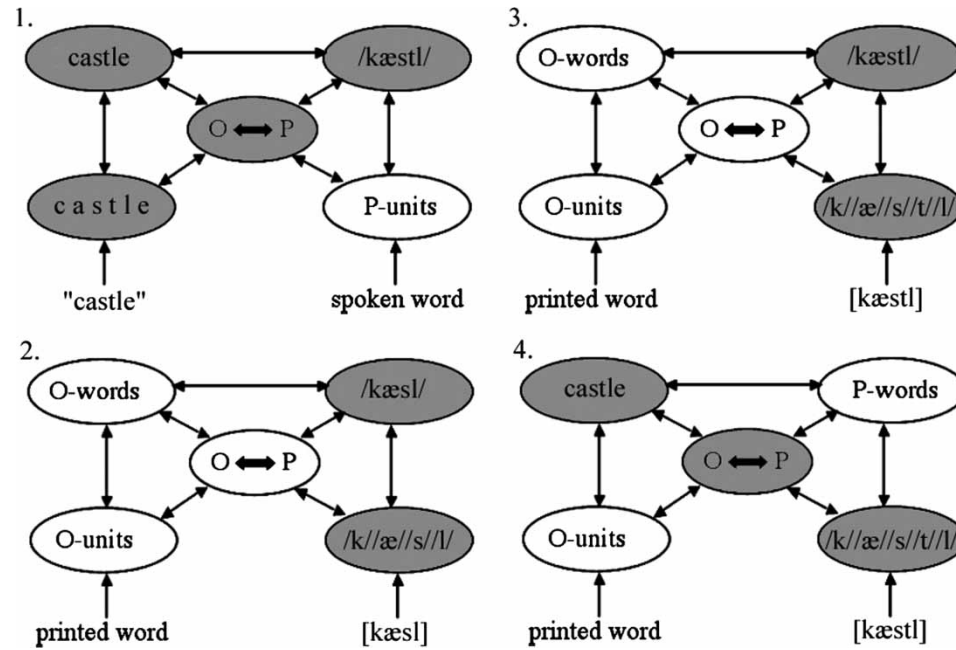 1.
castle
/kæstl/
O P
c a s t l e
P-units
"castle"
spoken word
3.
O-words
/kæstl/
O P
O-units
/k//æ//s//t//l/
printed word
[kæstl]
2.
O-words
/kæsl/
O P
O-units
/k//æ//s//l/
printed word
[kæsl]
4.
castle
P-words
O P
O-units
/k//æ//s//t//l/
printed word
[kæstl]